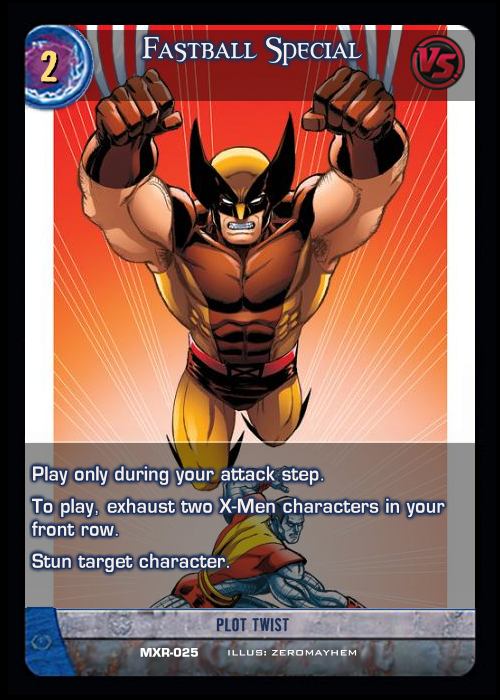 2
FASTBALL SPECIAL
VS.
Play only during your attack step.
To play, exhaust two X-Men characters in your
front row.
Stun target character.
PLOT TWIST
MXR-025 ILLUS: ZEROMAYHEM